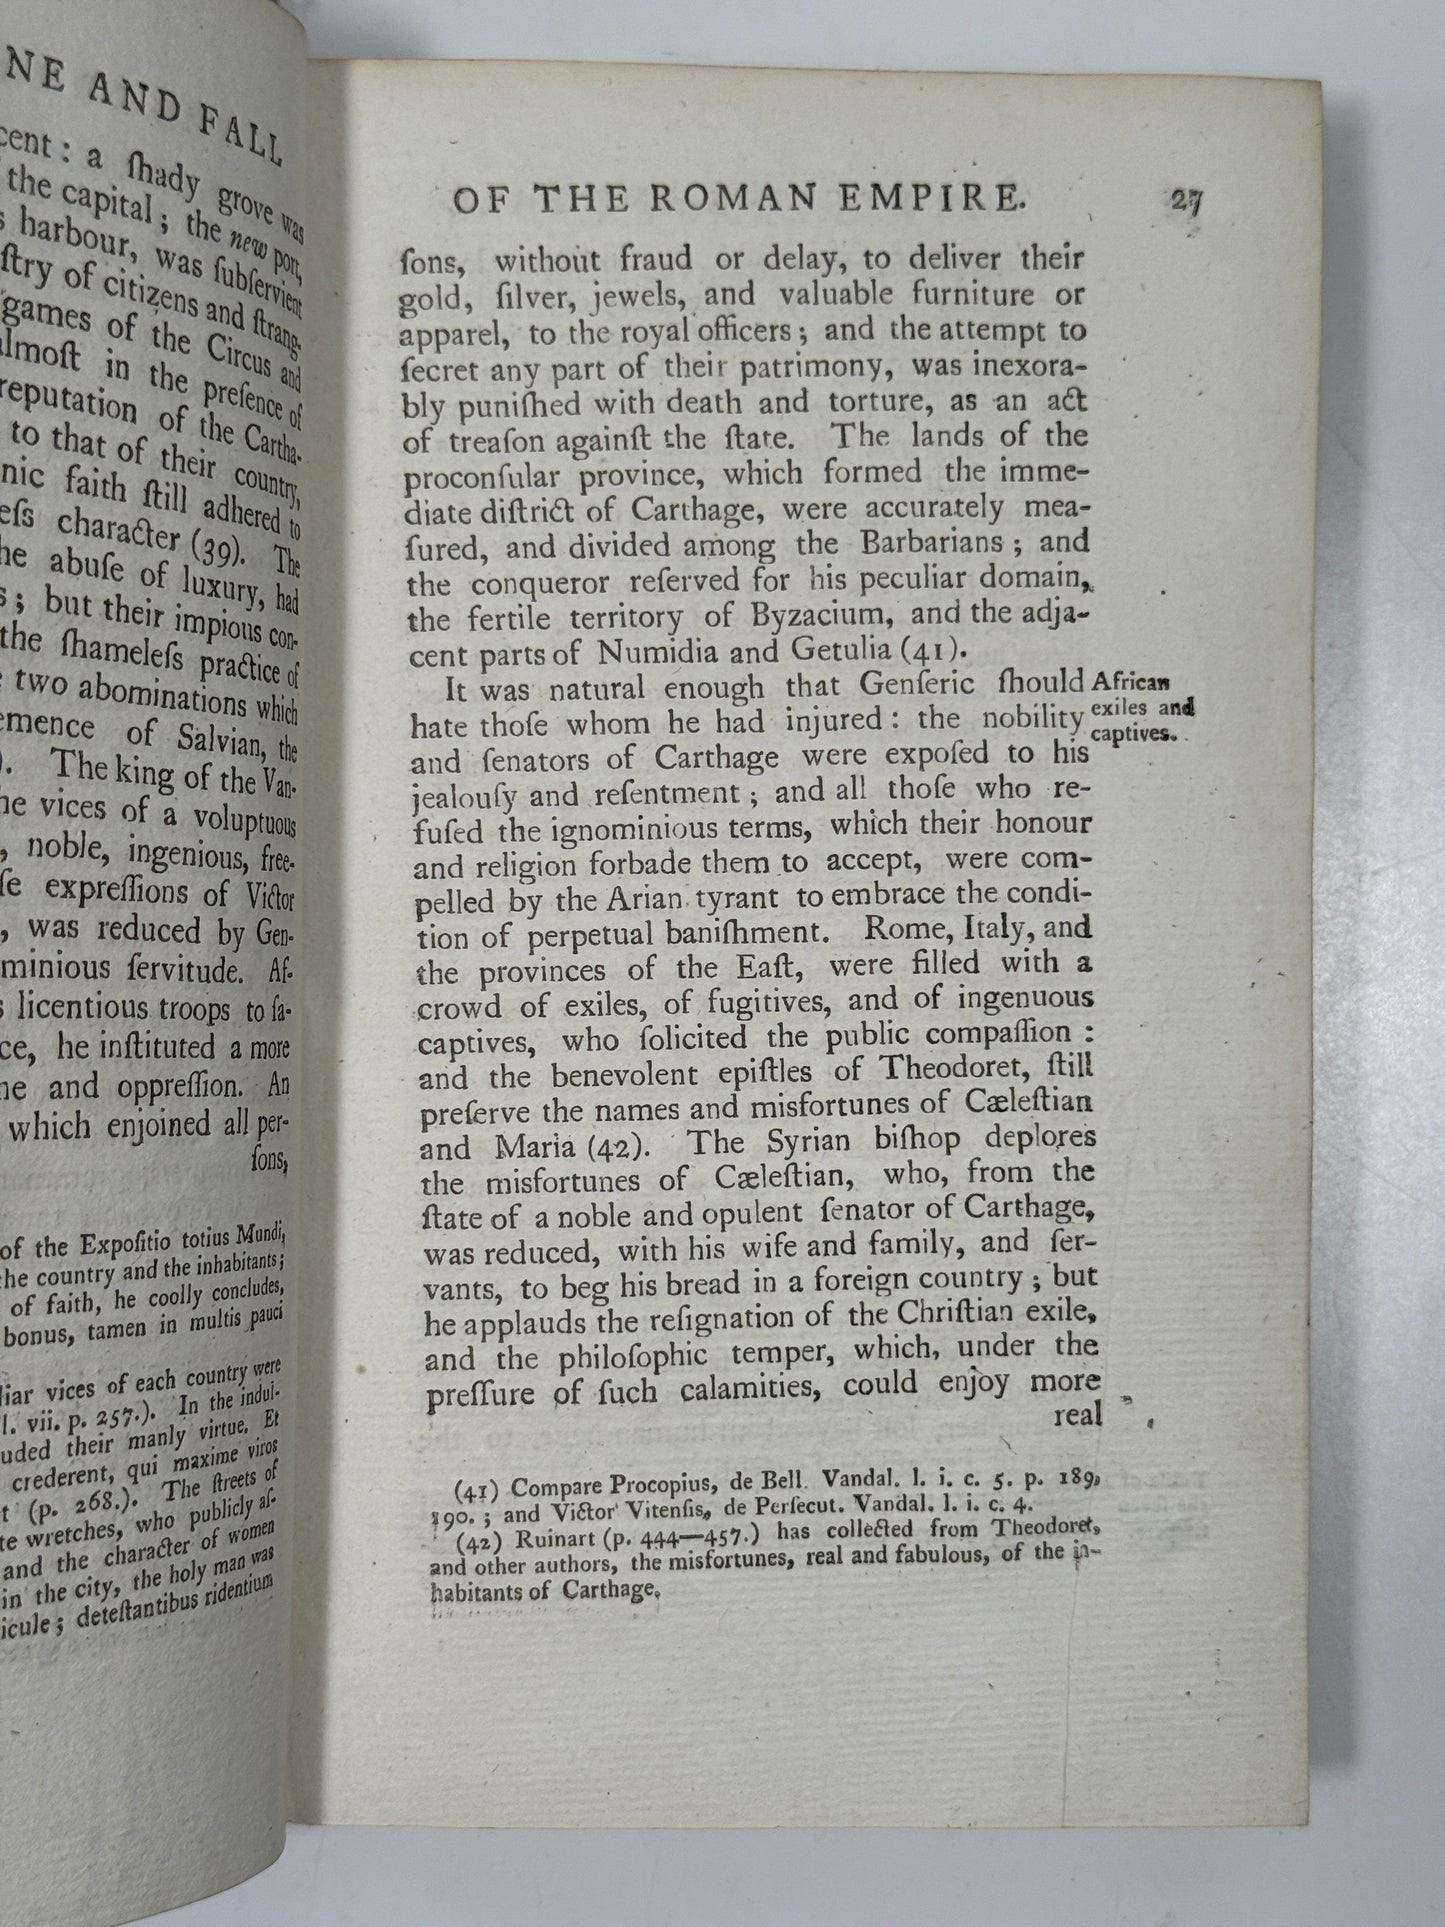 NE AND FALL
cent : a ſhady grove was
the capital ; the new port,
harbour, was ſubſervient
ſtry of citizens and ſtrang-
games of the Circus and
lmoſt in the preſence of
reputation of the Cartha-
to that of their country,
nic faith ſtill adhered to
eſs character (39). The
he abuſe of luxury, had
s ; but their impious con-
the ſhameleſs practice of
two abominations which
emence of Salvian, the
). The king of the Van-
he vices of a voluptuous
, noble, ingenious, free-
ſe expreſſions of Victor
, was reduced by Gen-
minious ſervitude. Af-
s licentious troops to ſa-
ce, he inſtituted a more
ne and oppreſſion. An
which enjoined all per-
ſons,
of the Expoſitio totius Mundi,
the country and the inhabitants ;
of faith, he coolly concludes,
bonus, tamen in multis pauci
liar vices of each country were
l. vii. p. 257.). In the indul-
uded their manly virtue. Et
crederent, qui maxime viros
t (p. 268.). The ſtreets of
te wretches, who publicly aſ-
and the character of women
in the city, the holy man was
icule ; deteſtantibus ridentium
OF THE ROMAN EMPIRE. 27
ſons, without fraud or delay, to deliver their
gold, ſilver, jewels, and valuable furniture or
apparel, to the royal officers ; and the attempt to
ſecret any part of their patrimony, was inexora-
bly puniſhed with death and torture, as an act
of treaſon againſt the ſtate. The lands of the
proconſular province, which formed the imme-
diate diſtrict of Carthage, were accurately mea-
ſured, and divided among the Barbarians ; and
the conqueror reſerved for his peculiar domain,
the fertile territory of Byzacium, and the adja-
cent parts of Numidia and Getulia (41).
It was natural enough that Genſeric ſhould
African
exiles and
captives.
hate thoſe whom he had injured : the nobility
and ſenators of Carthage were expoſed to his
jealouſy and reſentment ; and all thoſe who re-
fuſed the ignominious terms, which their honour
and religion forbade them to accept, were com-
pelled by the Arian tyrant to embrace the condi-
tion of perpetual baniſhment. Rome, Italy, and
the provinces of the Eaſt, were filled with a
crowd of exiles, of fugitives, and of ingenuous
captives, who ſolicited the public compaſſion :
and the benevolent epiſtles of Theodoret, ſtill
preſerve the names and misfortunes of Cæleſtian
and Maria (42). The Syrian biſhop deplores
the misfortunes of Cæleſtian, who, from the
ſtate of a noble and opulent ſenator of Carthage,
was reduced, with his wife and family, and ſer-
vants, to beg his bread in a foreign country ; but
he applauds the reſignation of the Chriſtian exile,
and the philoſophic temper, which, under the
preſſure of ſuch calamities, could enjoy more
real
(41) Compare Procopius, de Bell. Vandal. l. i. c. 5. p. 189,
190. ; and Victor Vitenſis, de Perſecut. Vandal. l. i. c. 4.
(42) Ruinart (p. 444—457.) has collected from Theodoret,
and other authors, the misfortunes, real and fabulous, of the in-
habitants of Carthage.